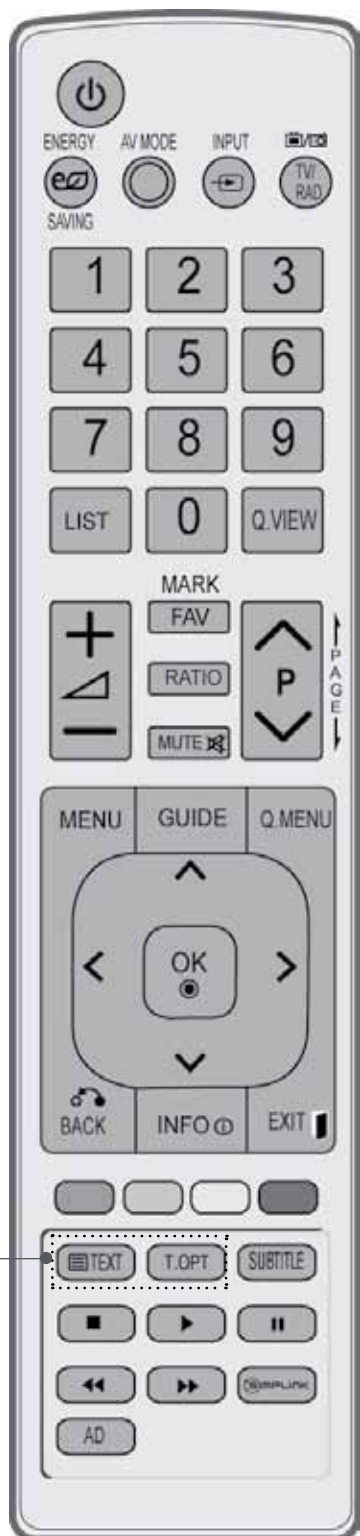 ENERGY AV MODE INPUT
TV/
RAD
SAVING
1 2 3
4 5 6
7 8 9
LIST 0 Q.VIEW
MARK
FAV
P
PAGE
RATIO
MUTE
MENU GUIDE Q.MENU
OK
BACK INFO EXIT
TEXT T.OPT SUBTITLE
SIMPLINK
AD